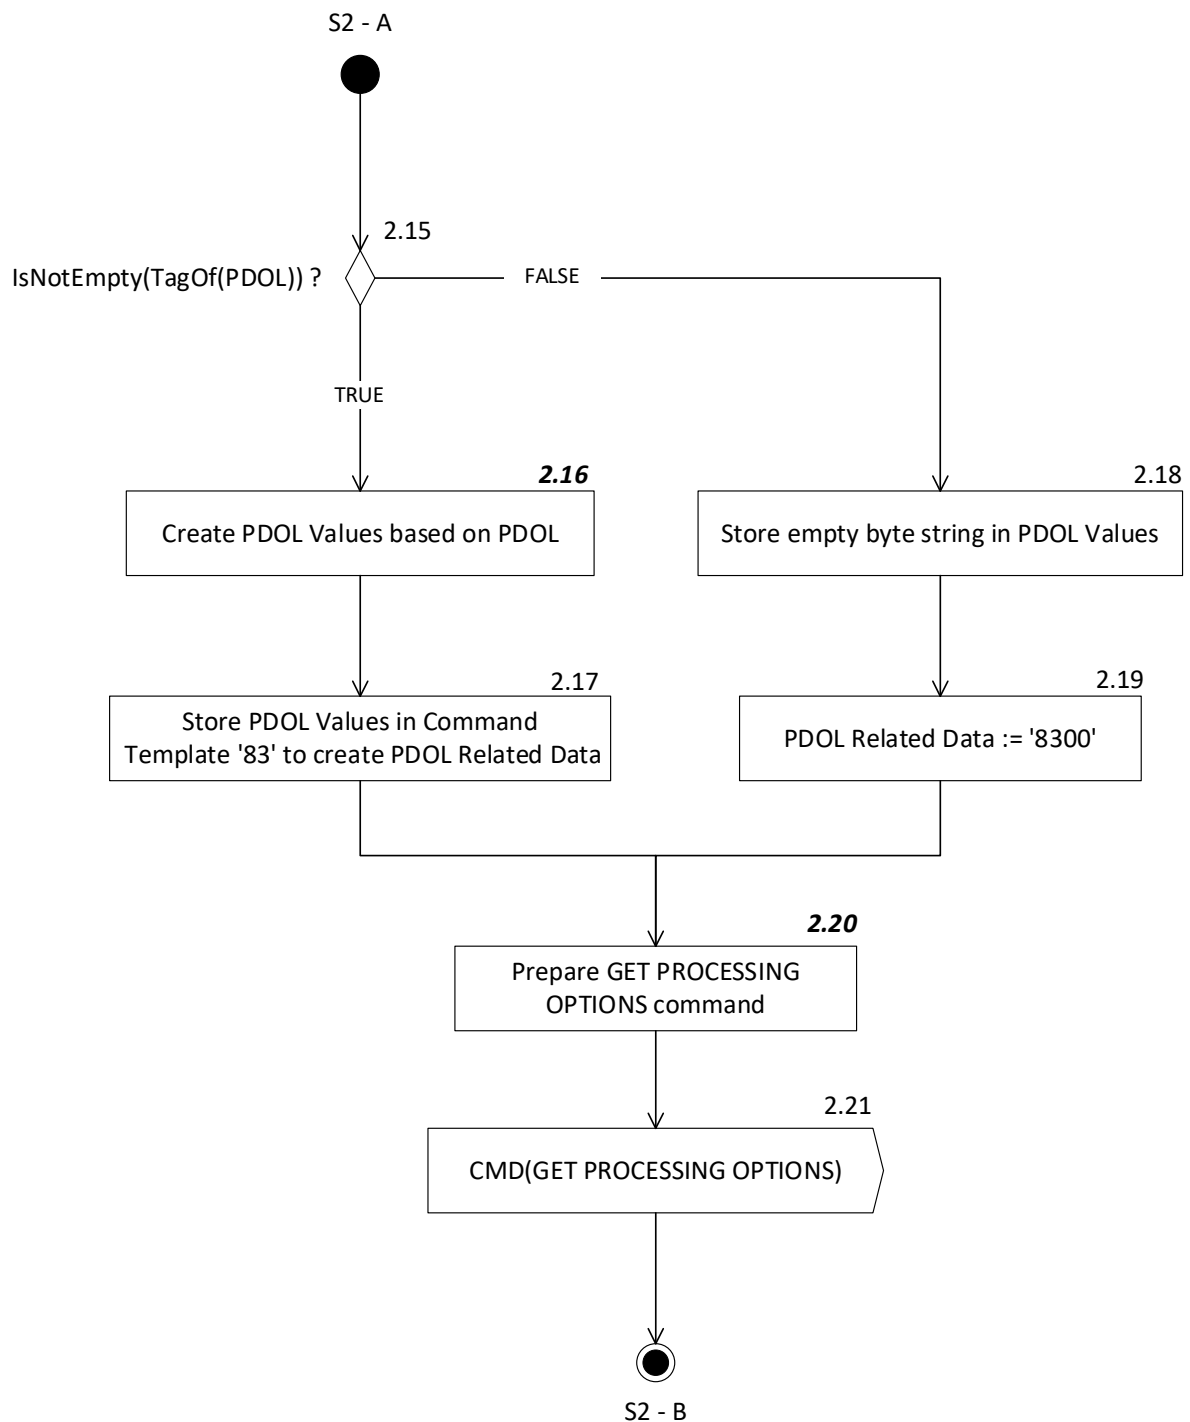 S2 - A
2.15
IsNotEmpty(TagOf(PDOL)) ?
FALSE
TRUE
2.16
Create PDOL Values based on PDOL
2.18
Store empty byte string in PDOL Values
2.17
Store PDOL Values in Command
Template '83' to create PDOL Related Data
2.19
PDOL Related Data := '8300'
2.20
Prepare GET PROCESSING
OPTIONS command
2.21
CMD(GET PROCESSING OPTIONS)
S2 - B